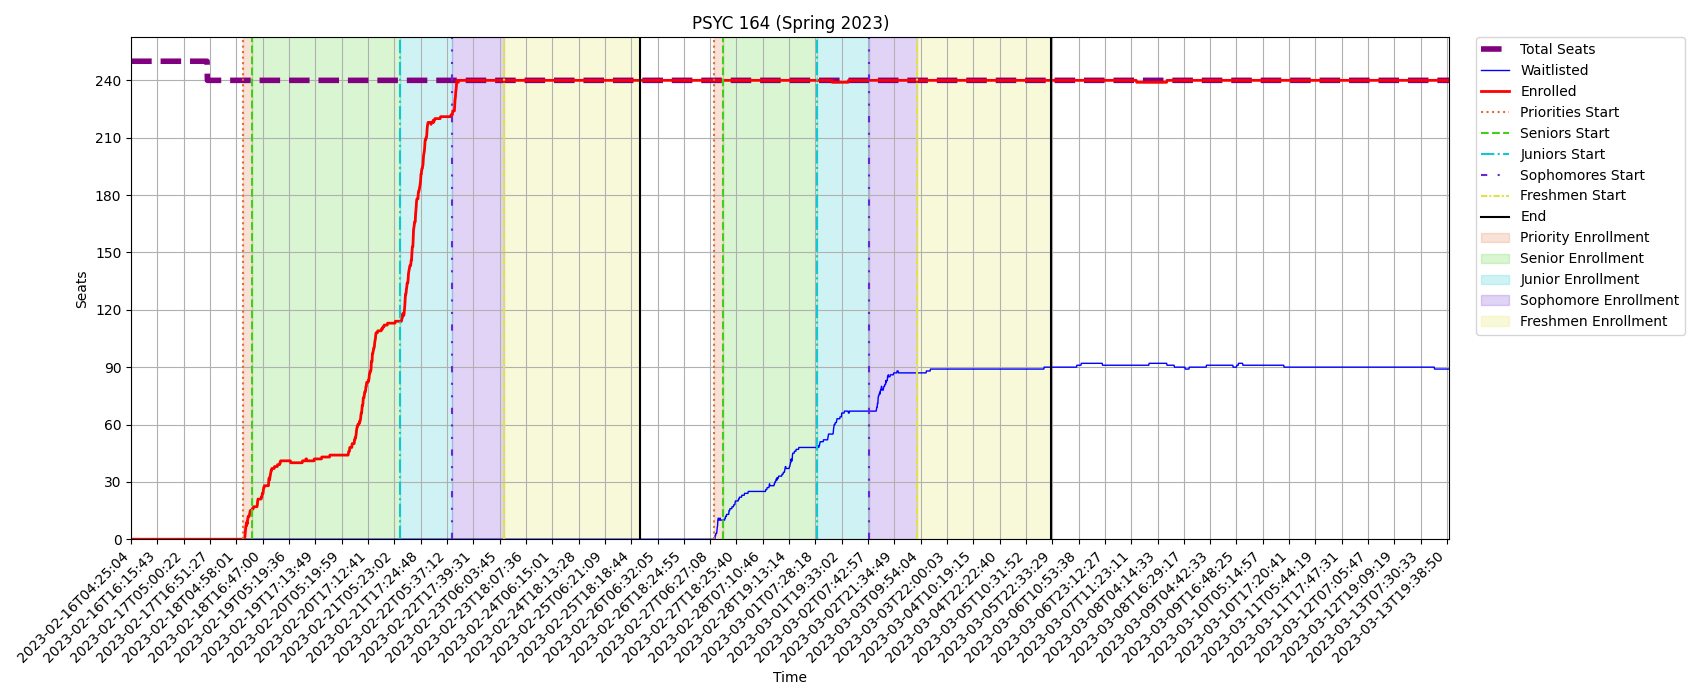 PSYC 164 (Spring 2023)
Seats
240
210
180
150
120
90
60
30
0
2023-02-16T04:25:04
2023-02-16T16:15:43
2023-02-17T05:00:22
2023-02-17T16:51:27
2023-02-18T04:58:01
2023-02-18T16:47:00
2023-02-19T05:19:36
2023-02-19T17:13:49
2023-02-20T05:19:59
2023-02-20T17:12:41
2023-02-21T05:23:02
2023-02-21T17:24:48
2023-02-22T05:37:12
2023-02-22T17:39:31
2023-02-23T06:03:45
2023-02-23T18:07:36
2023-02-24T06:15:01
2023-02-24T18:13:28
2023-02-25T06:21:09
2023-02-25T18:18:44
2023-02-26T06:32:05
2023-02-26T18:24:55
2023-02-27T06:27:08
2023-02-27T18:25:40
2023-02-28T07:10:46
2023-02-28T19:13:14
2023-03-01T07:28:18
2023-03-01T19:33:02
2023-03-02T07:42:57
2023-03-02T21:34:49
2023-03-03T09:54:04
2023-03-03T22:00:03
2023-03-04T10:19:15
2023-03-04T22:22:40
2023-03-05T10:31:52
2023-03-05T22:33:29
2023-03-06T10:53:38
2023-03-06T23:12:27
2023-03-07T11:23:11
2023-03-08T04:14:33
2023-03-08T16:29:17
2023-03-09T04:42:33
2023-03-09T16:48:25
2023-03-10T05:14:57
2023-03-10T17:20:41
2023-03-11T05:44:19
2023-03-11T17:47:31
2023-03-12T07:05:47
2023-03-12T19:09:19
2023-03-13T07:30:33
2023-03-13T19:38:50
Time
Total Seats
Waitlisted
Enrolled
Priorities Start
Seniors Start
Juniors Start
Sophomores Start
Freshmen Start
End
Priority Enrollment
Senior Enrollment
Junior Enrollment
Sophomore Enrollment
Freshmen Enrollment